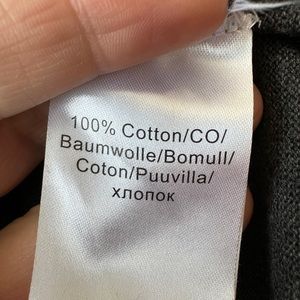 100% Cotton/CO/
Baumwolle/Bomull/
Coton/Puuvilla/
хлопок